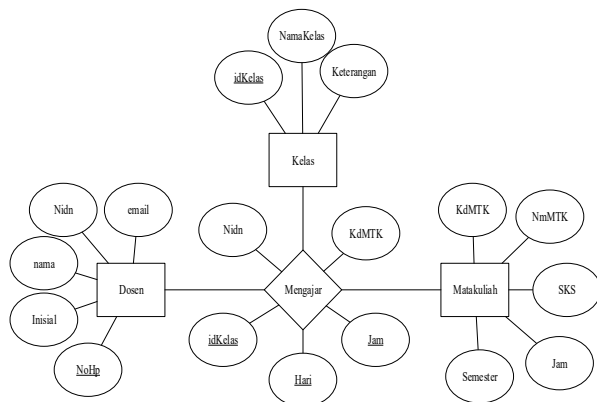 NamaKelas
idKelas
Keterangan
Kelas
Nidn
email
nama
Dosen
Inisial
NoHp
Nidn
KdMTK
Mengajar
idKelas
Jam
Hari
KdMTK
NmMTK
Matakuliah
SKS
Semester
Jam